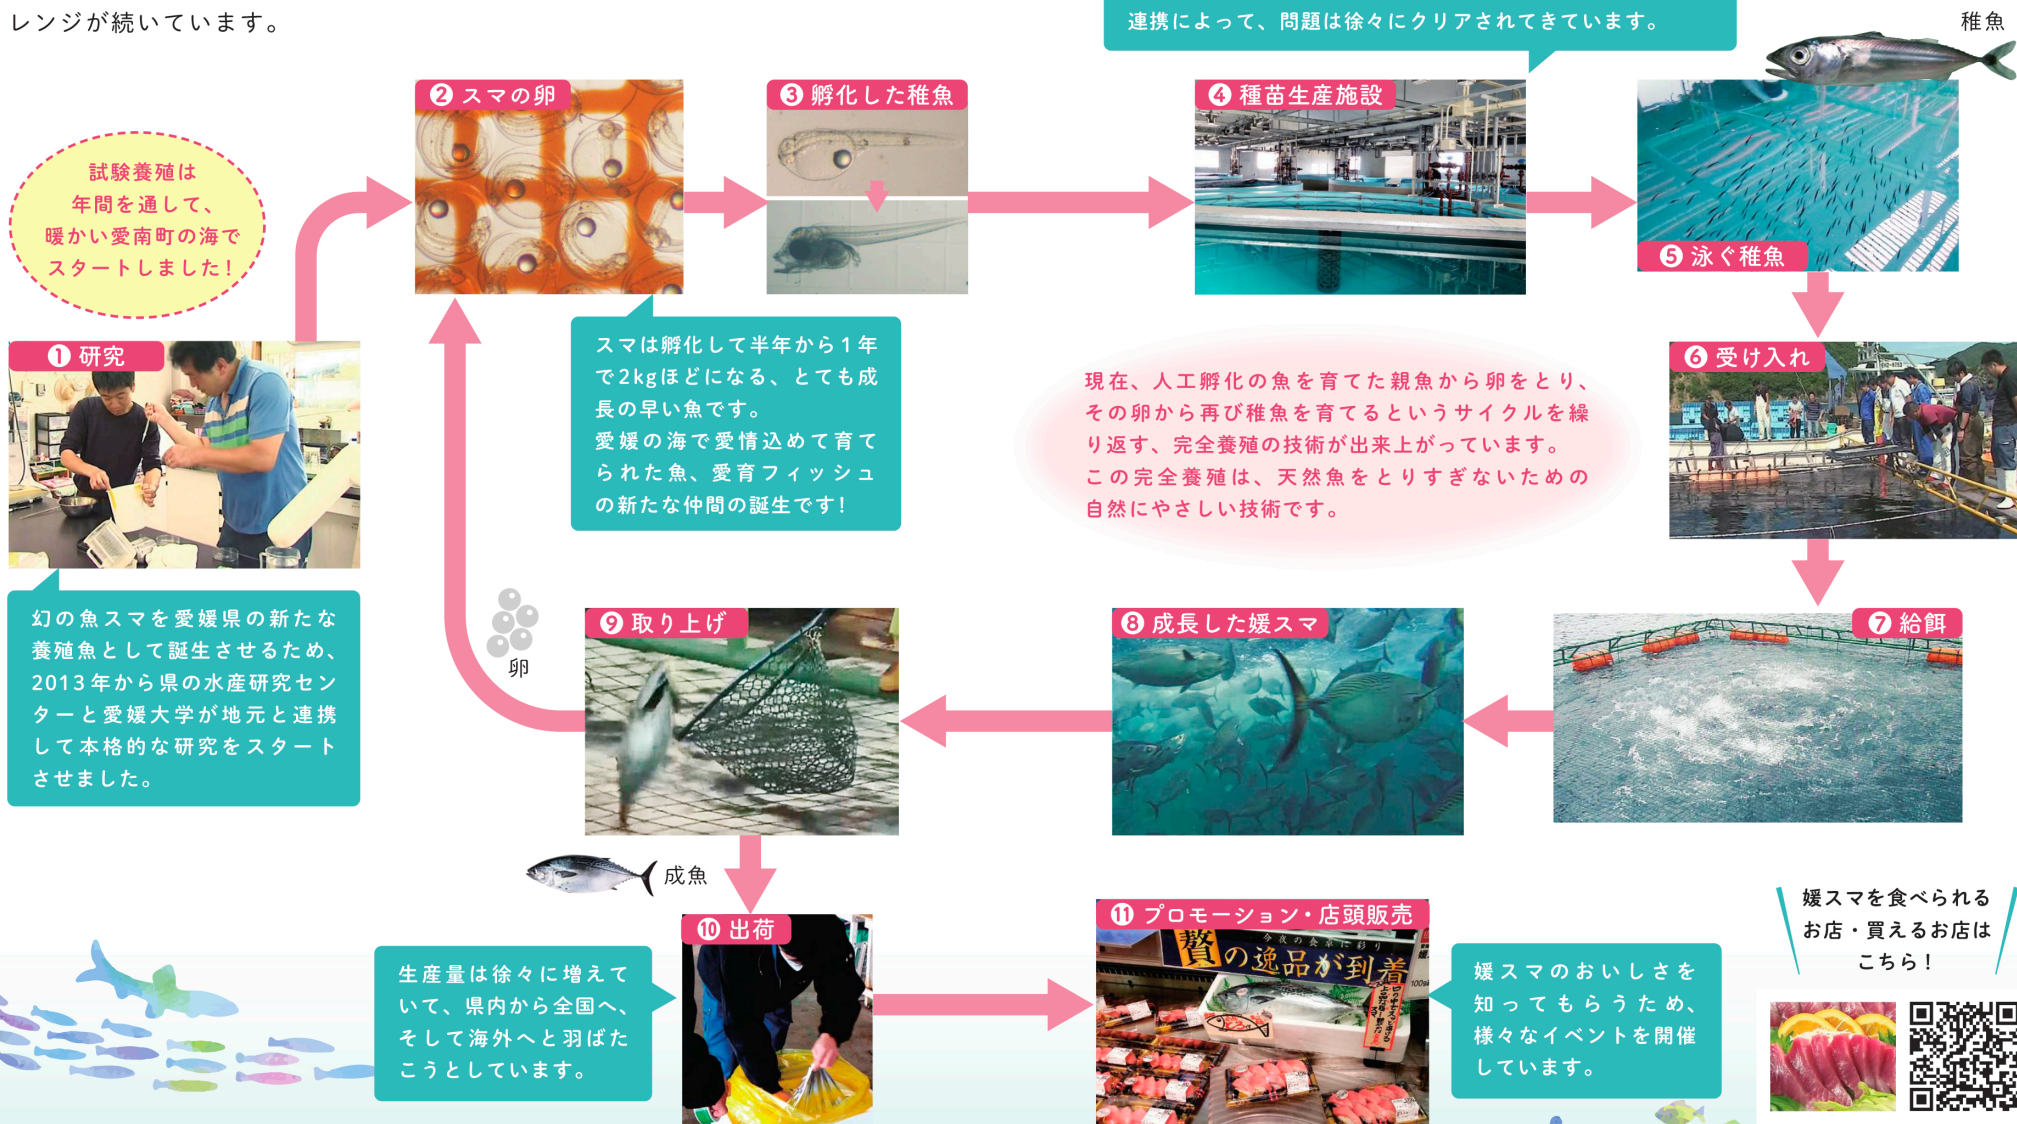 レンジが続いています。
連携によって、問題は徐々にクリアされてきています。
稚魚
試験養殖は
年間を通して、
暖かい愛南町の海で
スタートしました!
❶ 研究
幻の魚スマを愛媛県の新たな
養殖魚として誕生させるため、
2013年から県の水産研究セン
ターと愛媛大学が地元と連携
して本格的な研究をスタート
させました。
❷ スマの卵
スマは孵化して半年から1年
で2kgほどになる、とても成
長の早い魚です。
愛媛の海で愛情込めて育て
られた魚、愛育フィッシュ
の新たな仲間の誕生です!
❸ 孵化した稚魚
❹ 種苗生産施設
❺ 泳ぐ稚魚
現在、人工孵化の魚を育てた親魚から卵をとり、
その卵から再び稚魚を育てるというサイクルを繰
り返す、完全養殖の技術が出来上がっています。
この完全養殖は、天然魚をとりすぎないための
自然にやさしい技術です。
❻ 受け入れ
❼ 給餌
❽ 成長した媛スマ
❾ 取り上げ
卵
成魚
❿ 出荷
生産量は徐々に増えて
いて、県内から全国へ、
そして海外へと羽ばた
こうとしています。
⓫ プロモーション・店頭販売
今夜の食卓に彩り
贅の逸品が到着
媛スマのおいしさを
知ってもらうため、
様々なイベントを開催
しています。
媛スマを食べられる
お店・買えるお店は
こちら!